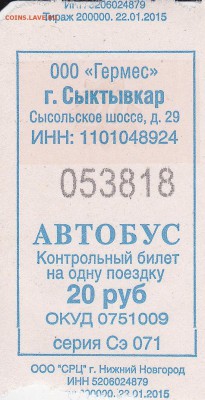 ИНН 5206024879
Тираж 200000. 22.01.2015
ООО «Гермес»
г. Сыктывкар
Сысольское шоссе, д. 29
ИНН: 1101048924
053818
АВТОБУС
Контрольный билет
на одну поездку
20 руб
ОКУД 0751009
серия Сэ 071
ООО "СРЦ" г. Нижний Новгород
ИНН 5206024879
200000. 22.01.2015